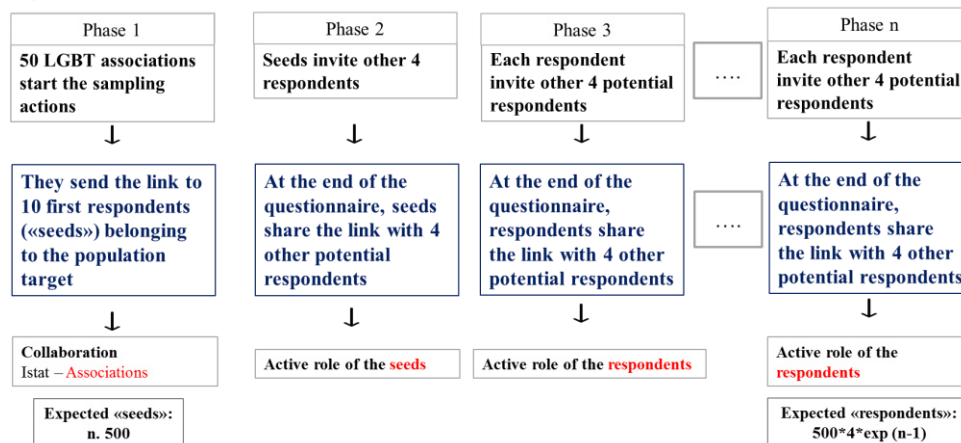 Phase 1
50 LGBT associations
start the sampling
actions
They send the link to
10 first respondents
(«seeds») belonging
to the population
target
Collaboration
Istat – Associations
Expected «seeds»:
n. 500
Phase 2
Seeds invite other 4
respondents
At the end of the
questionnaire, seeds
share the link with 4
other potential
respondents
Active role of the seeds
Phase 3
Each respondent
invite other 4 potential
respondents
At the end of the
questionnaire,
respondents share
the link with 4 other
potential respondents
Active role of the respondents
....
....
Phase n
Each respondent
invite other 4 potential
respondents
At the end of the
questionnaire,
respondents share
the link with 4 other
potential respondents
Active role of the
respondents
Expected «respondents»:
500*4*exp (n-1)